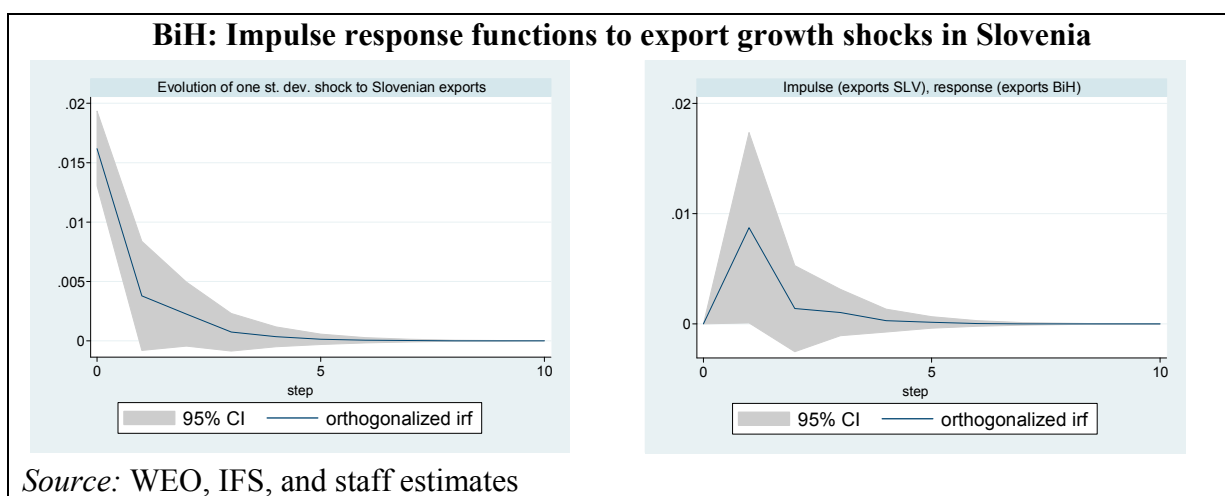 BiH: Impulse response functions to export growth shocks in Slovenia
Evolution of one st. dev. shock to Slovenian exports
.02
.015
.01
.005
0
0
5
10
step
95% CI
orthogonalized irf
Impulse (exports SLV), response (exports BiH)
.02
.01
0
0
5
10
step
95% CI
orthogonalized irf
Source: WEO, IFS, and staff estimates